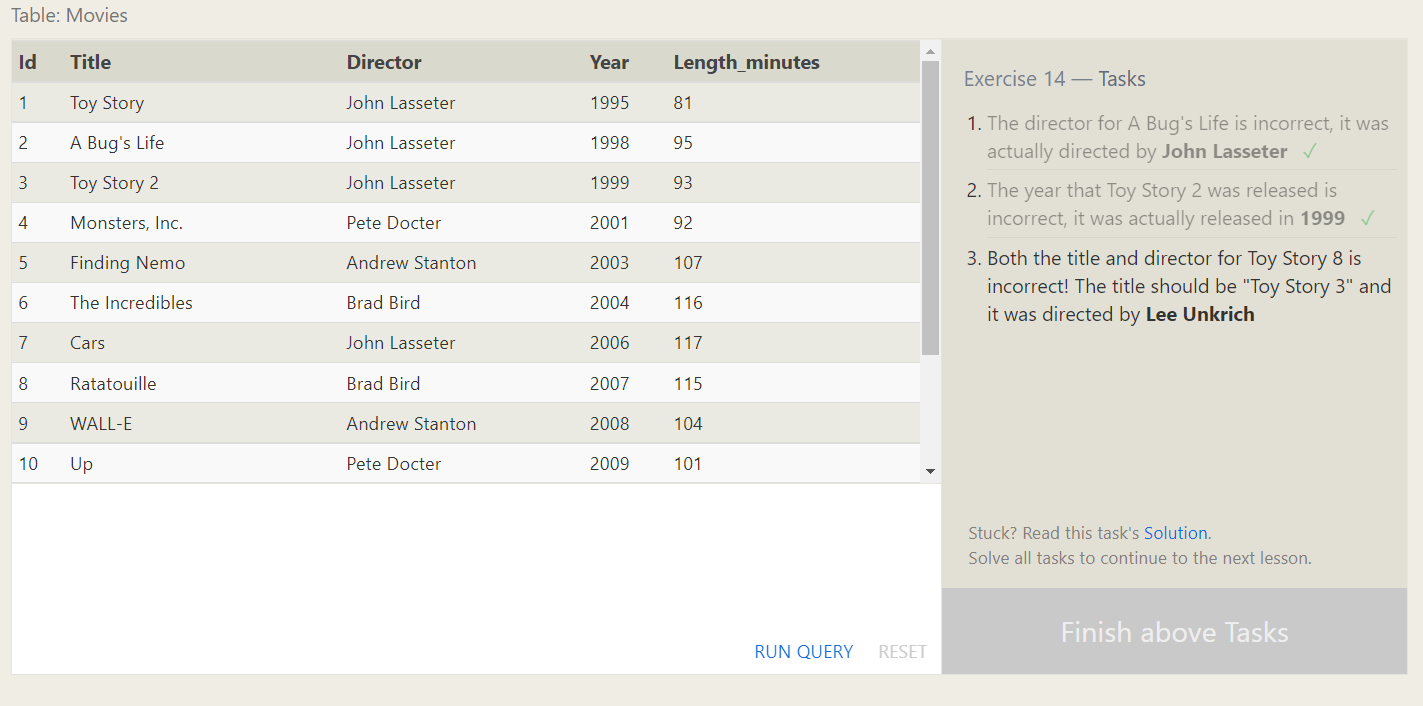 Table: Movies
Id Title Director Year Length_minutes
1 Toy Story John Lasseter 1995 81
2 A Bug's Life John Lasseter 1998 95
3 Toy Story 2 John Lasseter 1999 93
4 Monsters, Inc. Pete Docter 2001 92
5 Finding Nemo Andrew Stanton 2003 107
6 The Incredibles Brad Bird 2004 116
7 Cars John Lasseter 2006 117
8 Ratatouille Brad Bird 2007 115
9 WALL-E Andrew Stanton 2008 104
10 Up Pete Docter 2009 101
RUN QUERY RESET
Exercise 14 — Tasks
1. The director for A Bug's Life is incorrect, it was
actually directed by John Lasseter ✓
2. The year that Toy Story 2 was released is
incorrect, it was actually released in 1999 ✓
3. Both the title and director for Toy Story 8 is
incorrect! The title should be "Toy Story 3" and
it was directed by Lee Unkrich
Stuck? Read this task's Solution.
Solve all tasks to continue to the next lesson.
Finish above Tasks